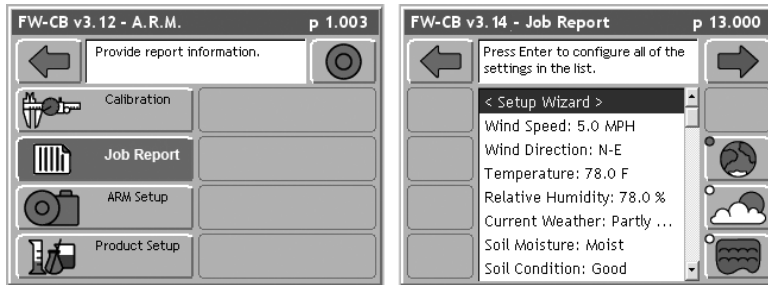 FW-CB v3.12 - A.R.M. p 1.003
Provide report information.
Calibration
Job Report
ARM Setup
Product Setup
FW-CB v3.14 - Job Report p 13.000
Press Enter to configure all of the
settings in the list.
< Setup Wizard >
Wind Speed: 5.0 MPH
Wind Direction: N-E
Temperature: 78.0 F
Relative Humidity: 78.0 %
Current Weather: Partly ...
Soil Moisture: Moist
Soil Condition: Good